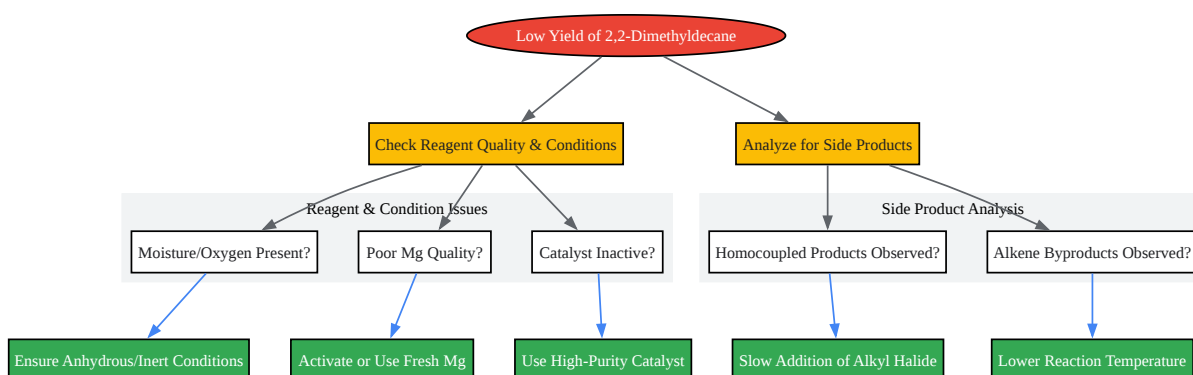 Low Yield of 2,2-Dimethyldecane
Check Reagent Quality & Conditions
Analyze for Side Products
Reagent & Condition Issues
Side Product Analysis
Moisture/Oxygen Present?
Poor Mg Quality?
Catalyst Inactive?
Homocoupled Products Observed?
Alkene Byproducts Observed?
Ensure Anhydrous/Inert Conditions
Activate or Use Fresh Mg
Use High-Purity Catalyst
Slow Addition of Alkyl Halide
Lower Reaction Temperature